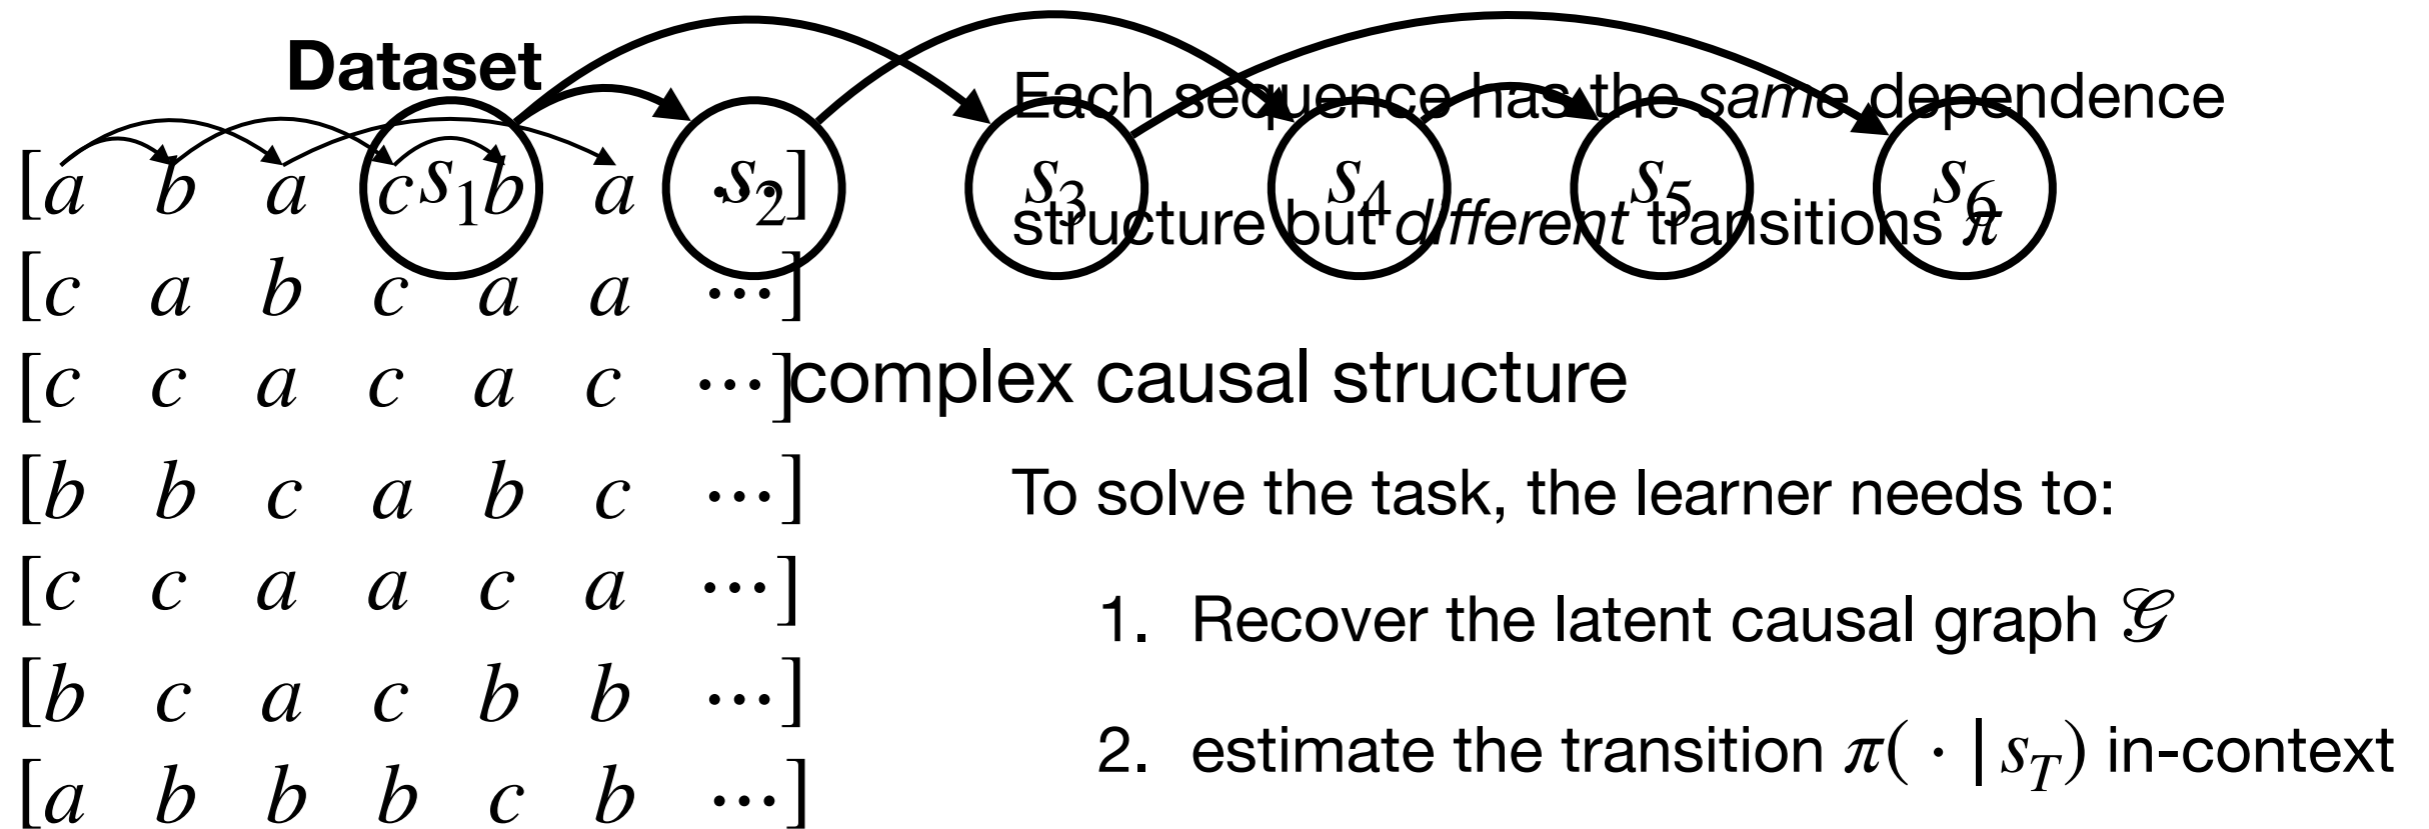 Dataset
[a b a c b a ⋯]
[c a b c a a ⋯]
[c c a c a c ⋯]
[b b c a b c ⋯]
[c c a a c a ⋯]
[b c a c b b ⋯]
[a b b b c b ⋯]
s₁ s₂ s₃ s₄ s₅ s₆
Each sequence has the same dependence
structure but different transitions π
complex causal structure
To solve the task, the learner needs to:
1. Recover the latent causal graph 𝒢
2. estimate the transition π( · | s_T) in-context